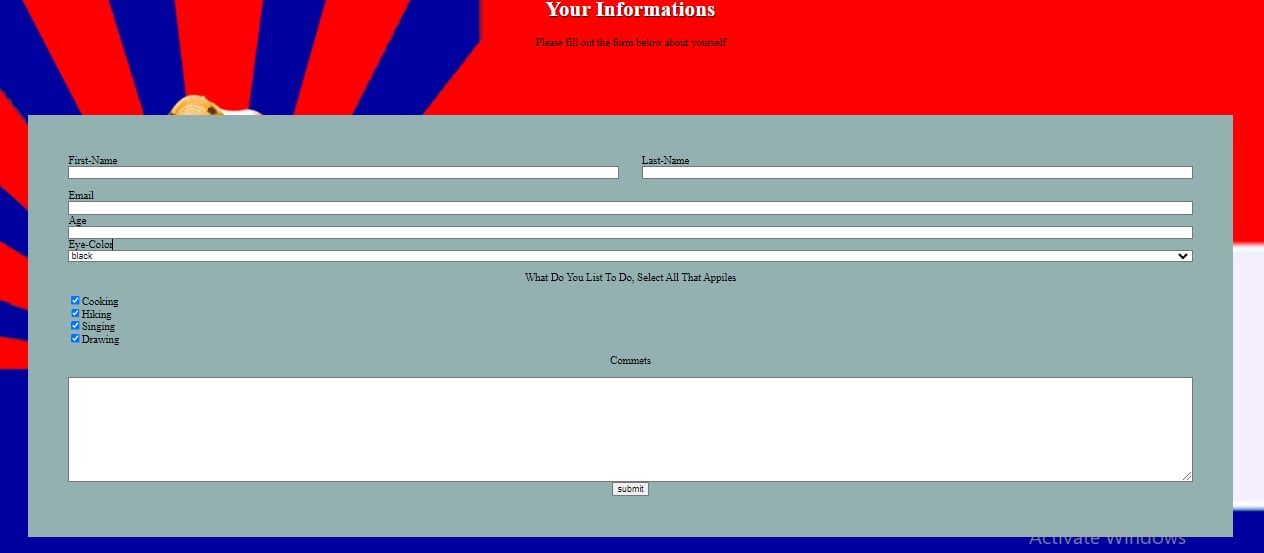 Your Informations
Please fill out the form below about yourself
First-Name Last-Name
Email
Age
Eye-Color
black
What Do You List To Do, Select All That Appiles
Cooking
Hiking
Singing
Drawing
Commets
submit
Activate Windows